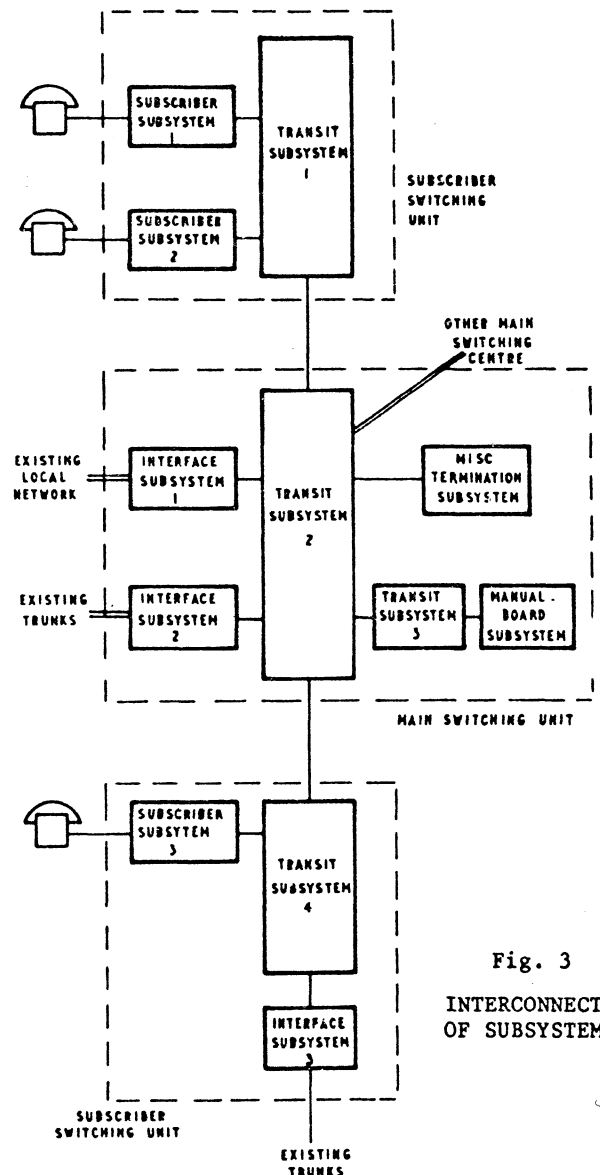 SUBSCRIBER
SUBSYSTEM
1
TRANSIT
SUBSYSTEM
1
SUBSCRIBER
SUBSYSTEM
2
SUBSCRIBER
SWITCHING
UNIT
OTHER MAIN
SWITCHING
CENTRE
EXISTING
LOCAL
NETWORK
INTERFACE
SUBSYSTEM
1
TRANSIT
SUBSYSTEM
2
MISC
TERMINATION
SUBSYSTEM
EXISTING
TRUNKS
INTERFACE
SUBSYSTEM
2
TRANSIT
SUBSYSTEM
3
MANUAL-
BOARD
SUBSYSTEM
MAIN SWITCHING UNIT
SUBSCRIBER
SUBSYTEM
3
TRANSIT
SUBSYSTEM
4
INTERFACE
SUBSYSTEM
3
SUBSCRIBER
SWITCHING UNIT
EXISTING
TRUNKS
Fig. 3
INTERCONNECT
OF SUBSYSTEM